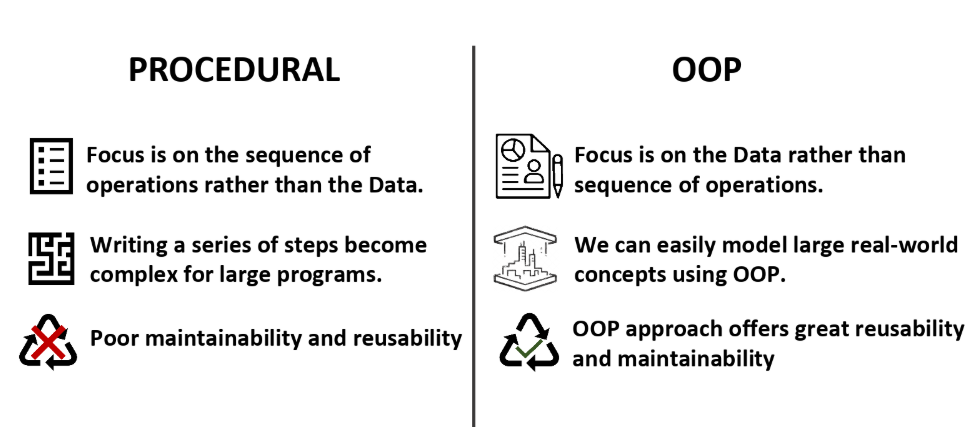 PROCEDURAL
Focus is on the sequence of
operations rather than the Data.
Writing a series of steps become
complex for large programs.
Poor maintainability and reusability
OOP
Focus is on the Data rather than
sequence of operations.
We can easily model large real-world
concepts using OOP.
OOP approach offers great reusability
and maintainability